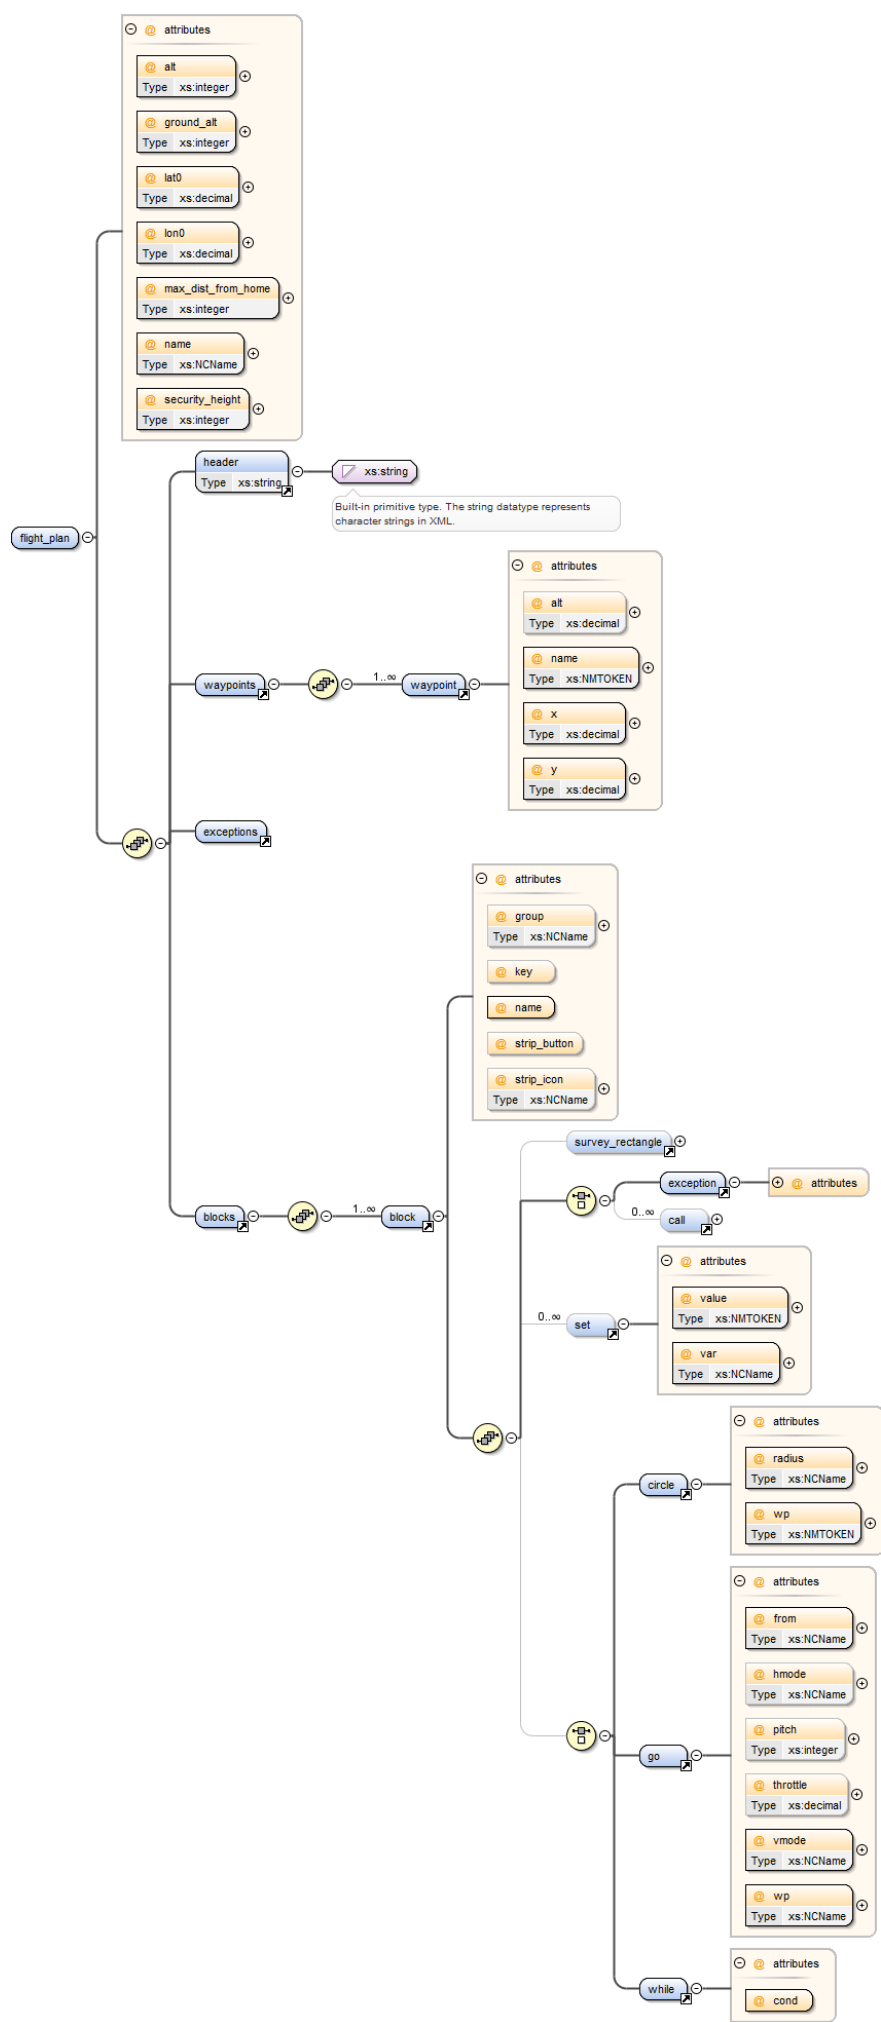 @ attributes
@ alt
Type xs:integer
@ ground_alt
Type xs:integer
@ lat0
Type xs:decimal
@ lon0
Type xs:decimal
@ max_dist_from_home
Type xs:integer
@ name
Type xs:NCName
@ security_height
Type xs:integer
header
Type xs:string
xs:string
Built-in primitive type. The string datatype represents
character strings in XML.
flight_plan
@ attributes
@ alt
Type xs:decimal
@ name
Type xs:NMTOKEN
@ x
Type xs:decimal
@ y
Type xs:decimal
waypoints
1..∞
waypoint
exceptions
@ attributes
@ group
Type xs:NCName
@ key
@ name
@ strip_button
@ strip_icon
Type xs:NCName
survey_rectangle
exception
@ attributes
0..∞
call
blocks
1..∞
block
@ attributes
@ value
Type xs:NMTOKEN
@ var
Type xs:NCName
0..∞
set
@ attributes
@ radius
Type xs:NCName
@ wp
Type xs:NMTOKEN
circle
@ attributes
@ from
Type xs:NCName
@ hmode
Type xs:NCName
@ pitch
Type xs:integer
@ throttle
Type xs:decimal
@ vmode
Type xs:NCName
@ wp
Type xs:NCName
go
@ attributes
@ cond
while